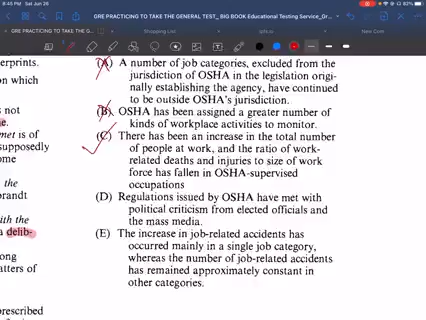 8:45 PM Sat Jun 26
83%
GRE PRACTICING TO TAKE THE GENERAL TEST_ BIG BOOK Educational Testing Service_Gr...
GRE PRACTICING TO TAKE THE G...
Shopping List
New Core
erprints.
on which
s not
e.
met is of
supposedly
ome
the
brandt
ith the
a delib-
ong
atters of
prescribed
(A) A number of job categories, excluded from the
jurisdiction of OSHA in the legislation origi-
nally establishing the agency, have continued
to be outside OSHA's jurisdiction.
(B) OSHA has been assigned a greater number of
kinds of workplace activities to monitor.
(C) There has been an increase in the total number
of people at work, and the ratio of work-
related deaths and injuries to size of work
force has fallen in OSHA-supervised
occupations
(D) Regulations issued by OSHA have met with
political criticism from elected officials and
the mass media.
(E) The increase in job-related accidents has
occurred mainly in a single job category,
whereas the number of job-related accidents
has remained approximately constant in
other categories.